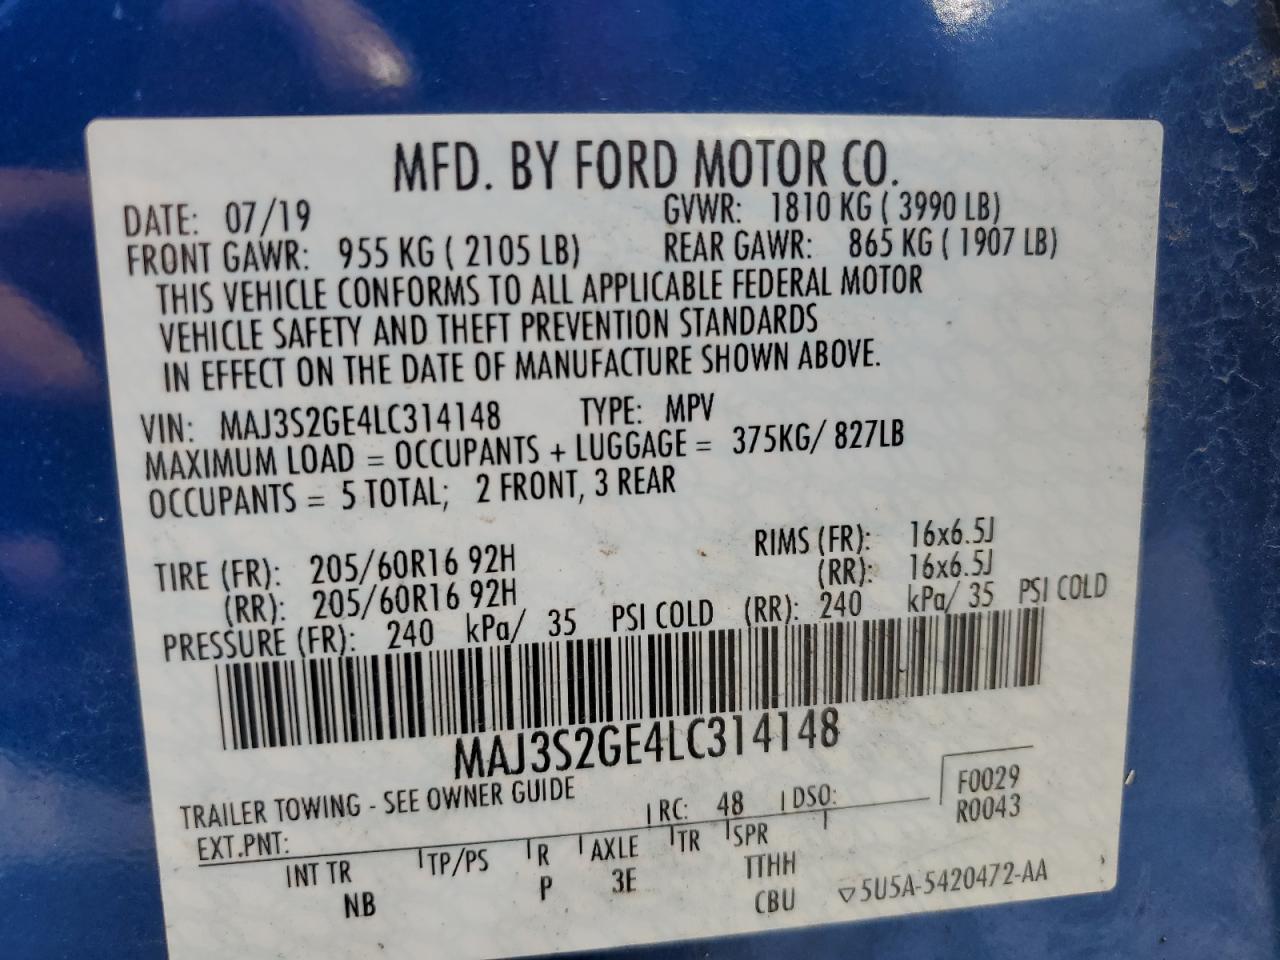 MFD. BY FORD MOTOR CO.
DATE: 07/19 GVWR: 1810 KG ( 3990 LB)
FRONT GAWR: 955 KG ( 2105 LB) REAR GAWR: 865 KG ( 1907 LB)
THIS VEHICLE CONFORMS TO ALL APPLICABLE FEDERAL MOTOR
VEHICLE SAFETY AND THEFT PREVENTION STANDARDS
IN EFFECT ON THE DATE OF MANUFACTURE SHOWN ABOVE.
VIN: MAJ3S2GE4LC314148 TYPE: MPV
MAXIMUM LOAD = OCCUPANTS + LUGGAGE = 375KG/ 827LB
OCCUPANTS = 5 TOTAL; 2 FRONT, 3 REAR
TIRE (FR): 205/60R16 92H RIMS (FR): 16x6.5J
(RR): 205/60R16 92H (RR): 16x6.5J
PRESSURE (FR): 240 kPa/ 35 PSI COLD (RR): 240 kPa/ 35 PSI COLD
MAJ3S2GE4LC314148
TRAILER TOWING - SEE OWNER GUIDE
EXT.PNT: RC: 48 DSO: F0029
R0043
INT TR TP/PS R AXLE TR SPR
NB P 3E TTHH
CBU 5U5A-5420472-AA